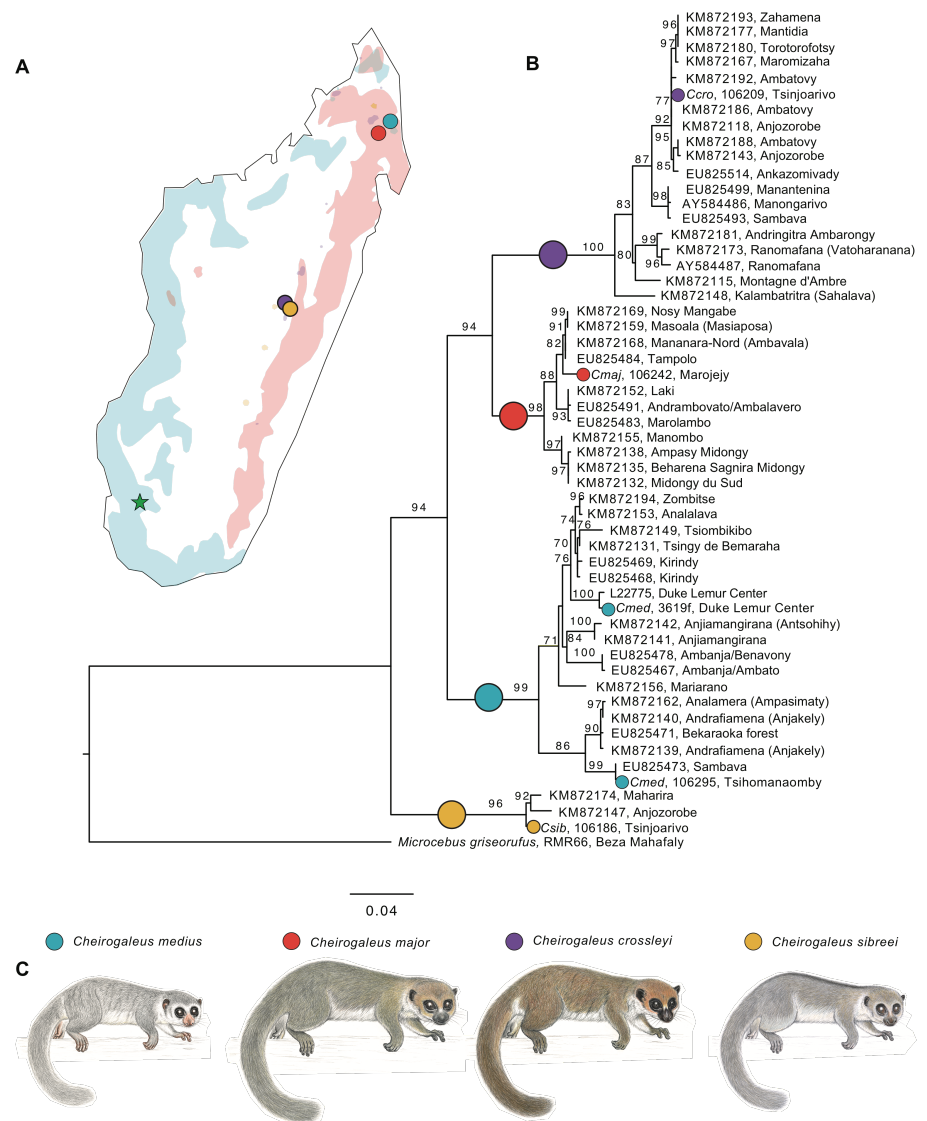 A
B
KM872193, Zahamena
96
KM872177, Mantidia
97
KM872180, Torotorofotsy
KM872167, Maromizaha
KM872192, Ambatovy
Ccro, 106209, Tsinjoarivo
77
KM872186, Ambatovy
92
KM872118, Anjozorobe
95
KM872188, Ambatovy
KM872143, Anjozorobe
87
85
EU825514, Ankazomivady
EU825499, Manantenina
98
AY584486, Manongarivo
83
EU825493, Sambava
KM872181, Andringitra Ambarongy
99
100
KM872173, Ranomafana (Vatoharanana)
80
96
AY584487, Ranomafana
KM872115, Montagne d'Ambre
KM872148, Kalambatritra (Sahalava)
99
KM872169, Nosy Mangabe
91
KM872159, Masoala (Masiaposa)
94
82
KM872168, Mananara-Nord (Ambavala)
EU825484, Tampolo
88
Cmaj, 106242, Marojejy
KM872152, Laki
98
EU825491, Andrambovato/Ambalavero
93
EU825483, Marolambo
KM872155, Manombo
97
KM872138, Ampasy Midongy
97
KM872135, Beharena Sagnira Midongy
KM872132, Midongy du Sud
96
KM872194, Zombitse
94
KM872153, Analalava
74
76
KM872149, Tsiombikibo
70
KM872131, Tsingy de Bemaraha
76
EU825469, Kirindy
EU825468, Kirindy
100
L22775, Duke Lemur Center
Cmed, 3619f, Duke Lemur Center
100
KM872142, Anjiamangirana (Antsohihy)
71
84
KM872141, Anjiamangirana
100
EU825478, Ambanja/Benavony
EU825467, Ambanja/Ambato
99
KM872156, Mariarano
97
KM872162, Analamera (Ampasimaty)
KM872140, Andrafiamena (Anjakely)
90
EU825471, Bekaraoka forest
86
KM872139, Andrafiamena (Anjakely)
99
EU825473, Sambava
Cmed, 106295, Tsihomanaomby
92
KM872174, Maharira
96
KM872147, Anjozorobe
Csib, 106186, Tsinjoarivo
Microcebus griseorufus, RMR66, Beza Mahafaly
0.04
Cheirogaleus medius
Cheirogaleus major
Cheirogaleus crossleyi
Cheirogaleus sibreei
C